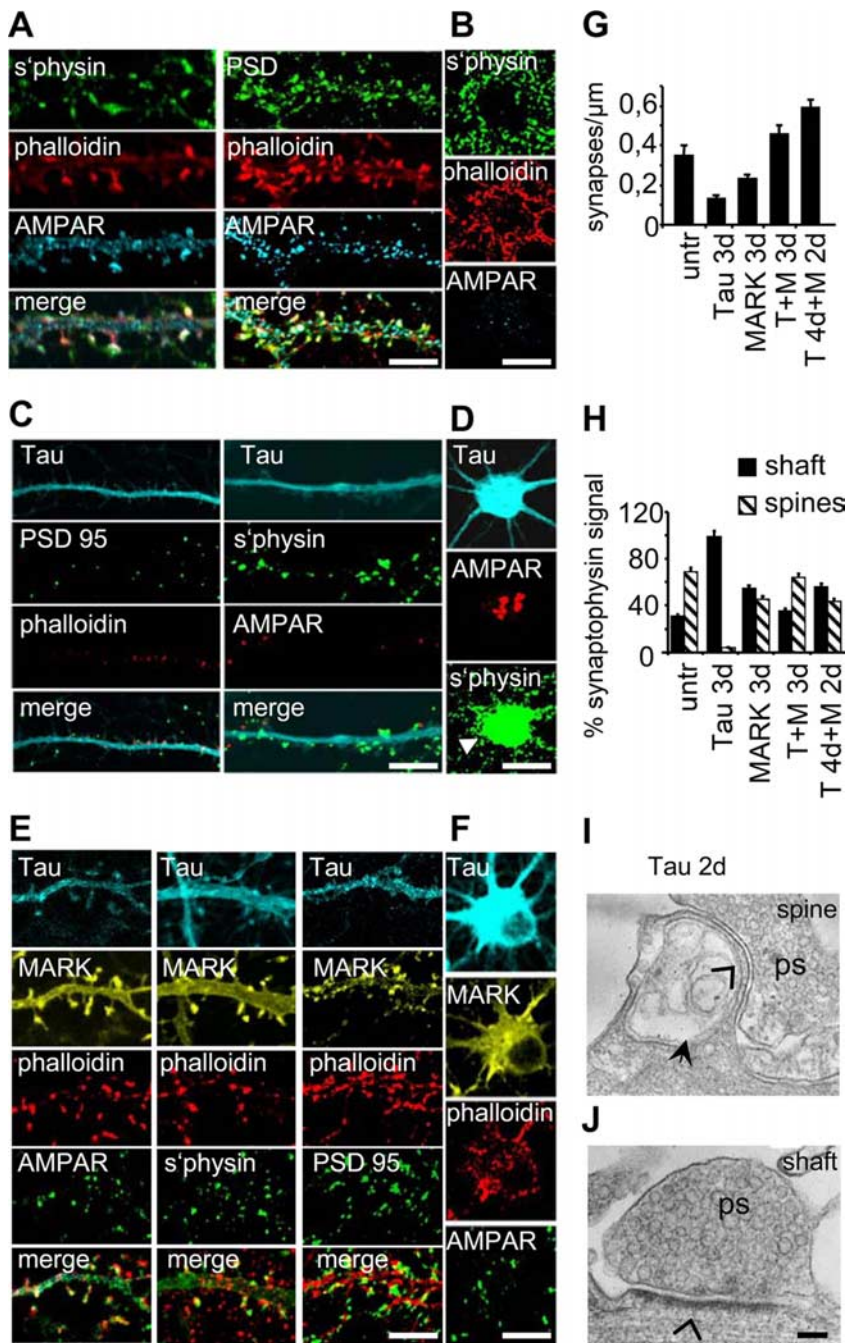 A
s'physin
phalloidin
AMPAR
merge
PSD
phalloidin
AMPAR
merge
B
s'physin
phalloidin
AMPAR
C
Tau
PSD 95
phalloidin
merge
Tau
s'physin
AMPAR
merge
D
Tau
AMPAR
s'physin
E
Tau
MARK
phalloidin
AMPAR
merge
Tau
MARK
phalloidin
s'physin
merge
Tau
MARK
phalloidin
PSD 95
merge
F
Tau
MARK
phalloidin
AMPAR
G
synapses/µm
0,6
0,4
0,2
0
untr
Tau 3d
MARK 3d
T+M 3d
T 4d+M 2d
H
shaft
spines
% synaptophysin signal
120
80
40
0
untr
Tau 3d
MARK 3d
T+M 3d
T 4d+M 2d
I
Tau 2d
spine
ps
J
shaft
ps